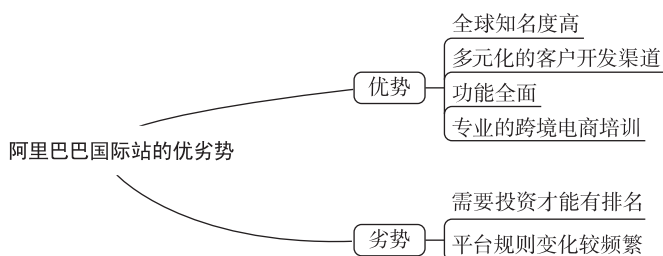 阿里巴巴国际站的优劣势
优势
全球知名度高
多元化的客户开发渠道
功能全面
专业的跨境电商培训
劣势
需要投资才能有排名
平台规则变化较频繁